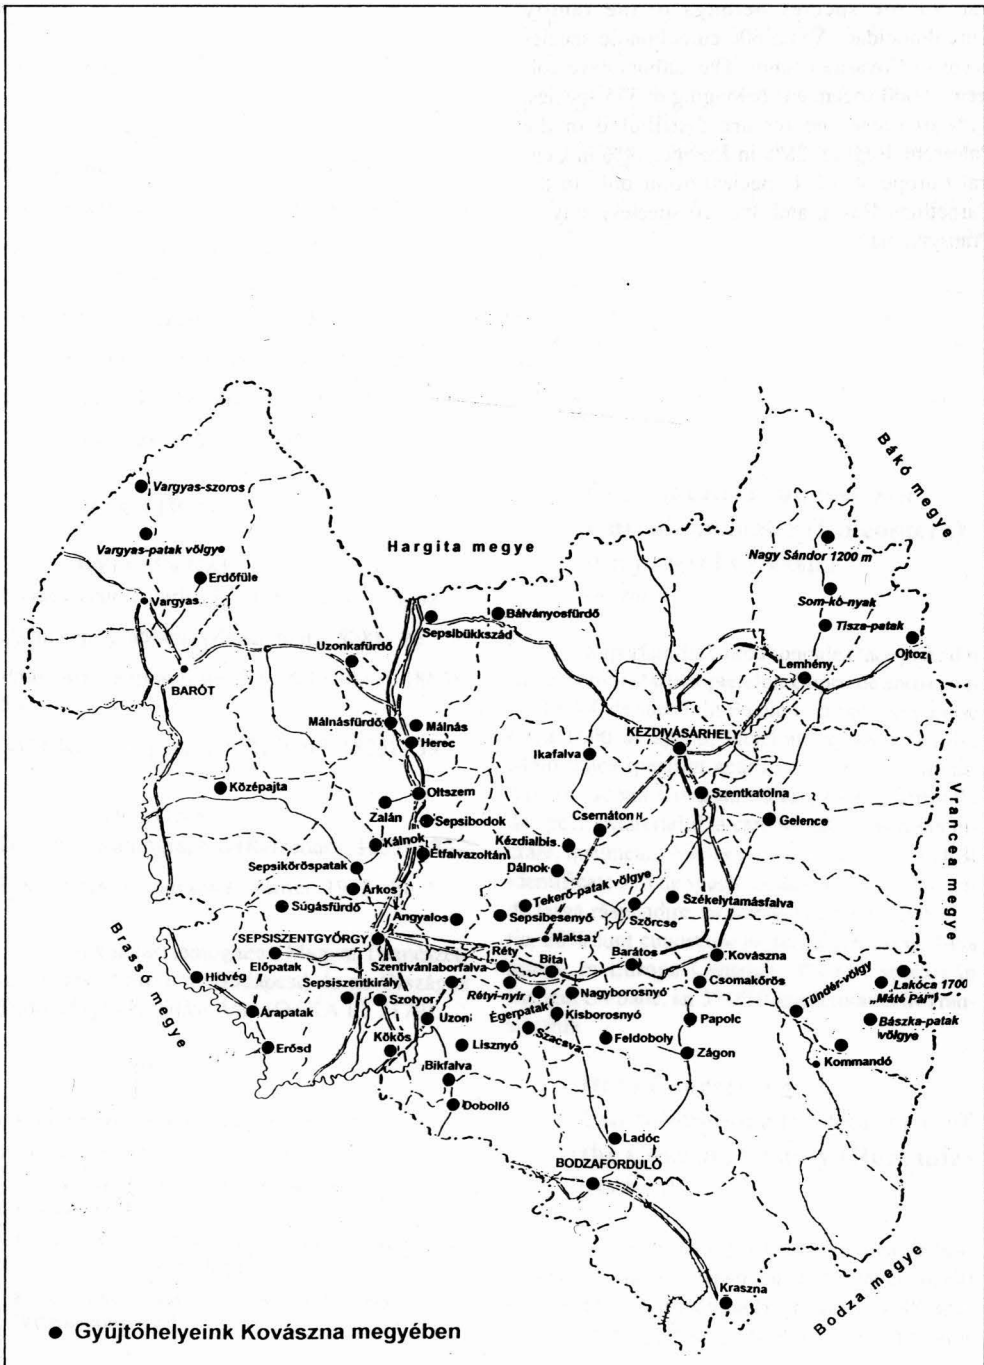 Bákó megye
Vargyas-szoros
Vargyas-patak völgye
Hargita megye
Nagy Sándor 1200 m
Erdőfüle
Som-kő-nyak
Vargyas
Bálványosfürdő
Sepsibükkszád
Tisza-patak
Uzonkafürdő
Ojtoz
Lemhény
BARÓT
Málnásfürdő
Málnás
KÉZDIVÁSÁRHELY
Herec
Ikafalva
Középajta
Oltszem
Szentkatolna
Zalán
Vrancea megye
Sepsibodok
Csernáton
Gelence
Kálnok
Kézdialbis
Étfalvazoltán
Sepsikőröspatak
Dálnok
Árkos
Tekerő-patak völgye
Székelytamásfalva
Súgásfürdő
Angyalos
Sepsibesenyő
Szörcse
SEPSISZENTGYÖRGY
Maksa
Előpatak
Réty
Barátos
Kovászna
Brassó megye
Hidvég
Szentivánlaborfalva
Bita
Tündér-völgy
Sepsiszentkirály
Szotyor
Rétyi-nyír
Nagyborosnyó
Csomakőrös
Lakóca 1700
„Máté Pál"
Árapatak
Uzon
Égerpatak
Kisborosnyó
Papolc
Bászka-patak
völgye
Erősd
Kökös
Lisznyó
Szacsva
Feldoboly
Zágon
Kommandó
Bikfalva
Dobolló
Ladóc
BODZAFORDULÓ
Kraszna
Bodza megye
Gyűjtőhelyeink Kovászna megyében